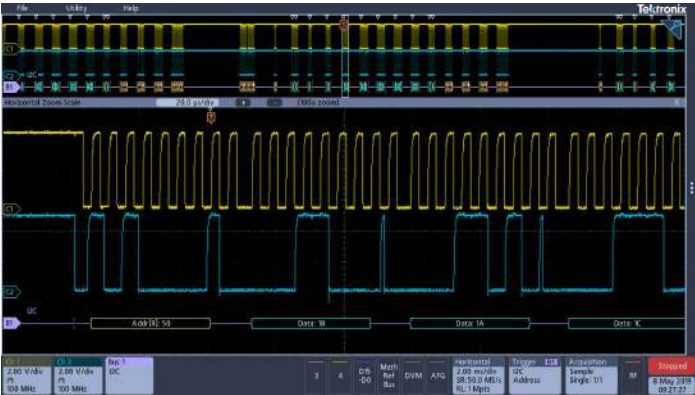 File Utility Help
Tektronix
C1
C2 I2C
B1
Horizontal Zoom Scale 20.0 µs/div (100x zoom)
C1
C2
I2C
B1 Addr[R]: 50 Data: 1B Data: 1A Data: 1C
Ch 1 Ch 2 Bus 1 Horizontal Trigger Acquisition
2.00 V/div 2.00 V/div I2C 3 4 D15 -D0 Math Ref Bus DVM AFG 2.00 ms/div I2C Sample RF Stopped
SR: 50.0 MS/s Address Single: 1/1
100 MHz 100 MHz RL: 1 Mpts 8 May 2019
09:27:27